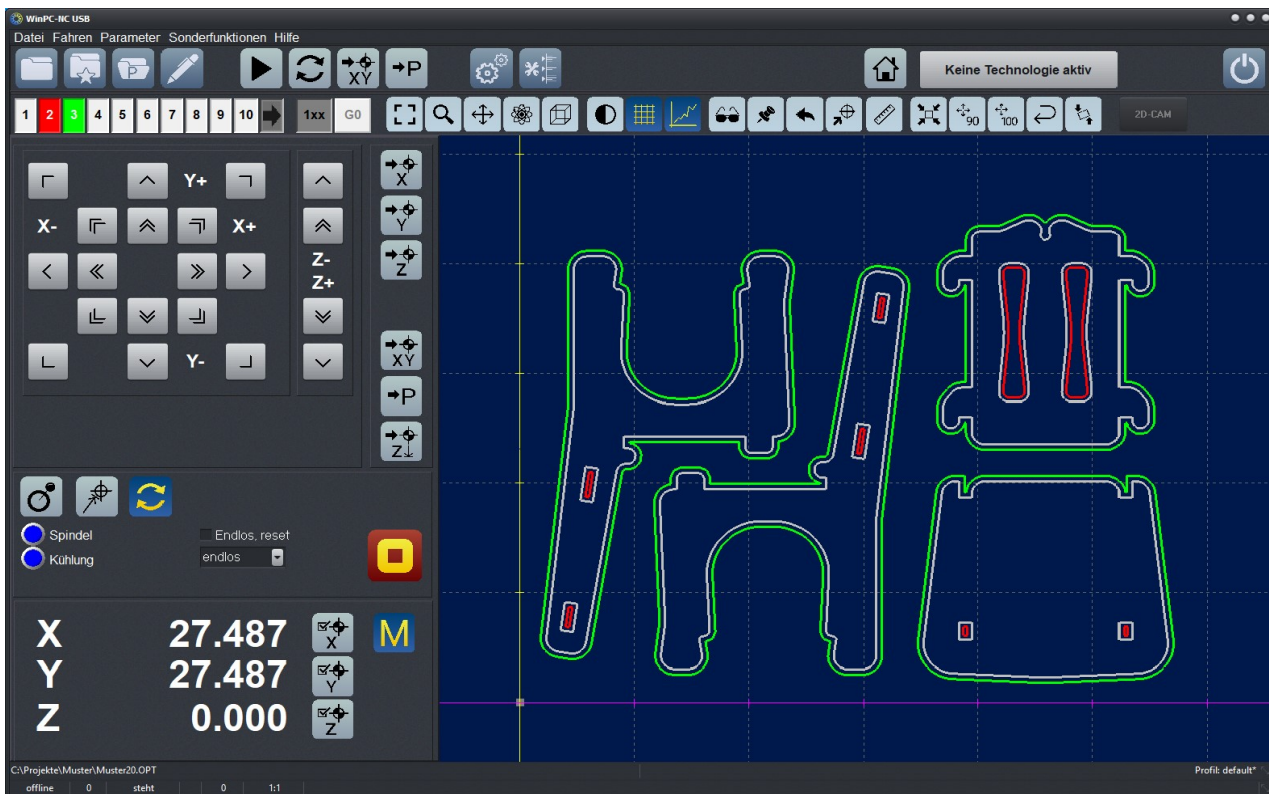 WinPC-NC USB
Datei Fahren Parameter Sonderfunktionen Hilfe
P XY P Keine Technologie aktiv
1 2 3 4 5 6 7 8 9 10 1xx G0 90 100 2D-CAM
X
Y+
Y
X- X+
Z-
Z+
Z
Y-
XY
P
Z
Spindel Endlos, reset
Kühlung endlos
X 27.487 X M
Y 27.487 Y
Z 0.000 Z
C:\Projekte\Muster\Muster20.OPT Profil: default*
offline 0 steht 0 1:1